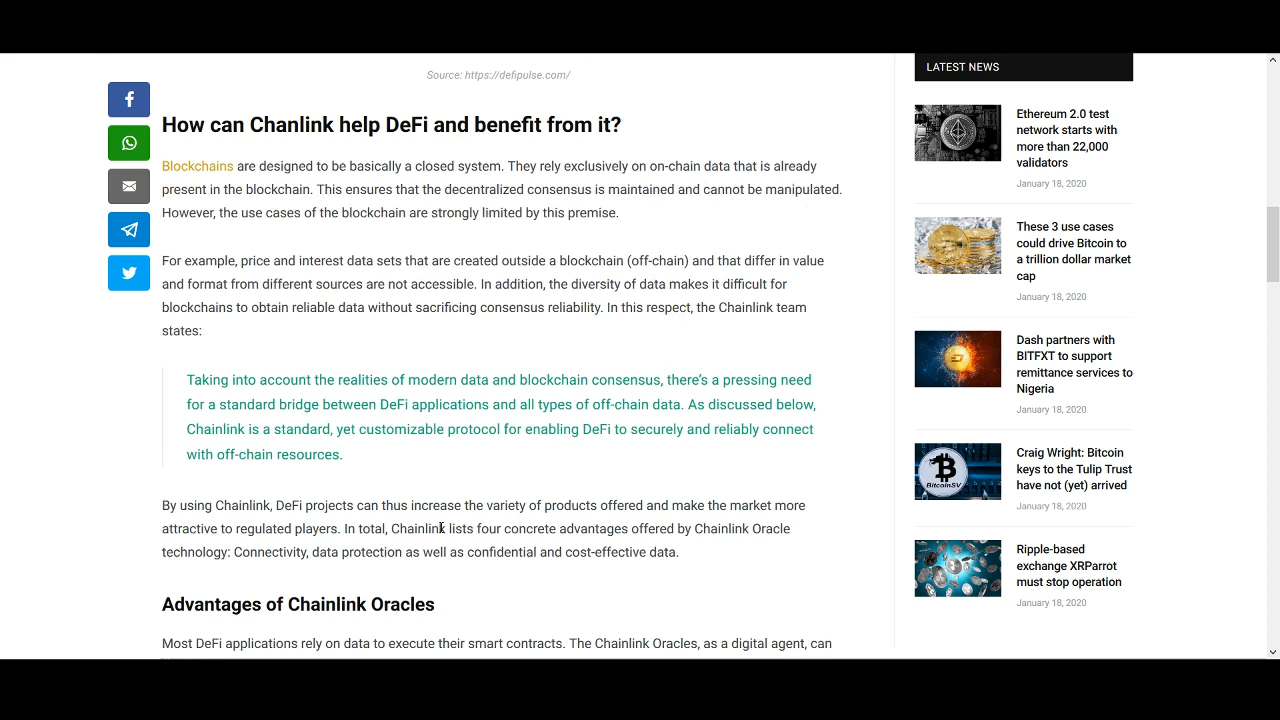 Source: https://defipulse.com/
How can Chanlink help DeFi and benefit from it?
Blockchains are designed to be basically a closed system. They rely exclusively on on-chain data that is already
present in the blockchain. This ensures that the decentralized consensus is maintained and cannot be manipulated.
However, the use cases of the blockchain are strongly limited by this premise.
For example, price and interest data sets that are created outside a blockchain (off-chain) and that differ in value
and format from different sources are not accessible. In addition, the diversity of data makes it difficult for
blockchains to obtain reliable data without sacrificing consensus reliability. In this respect, the Chainlink team
states:
Taking into account the realities of modern data and blockchain consensus, there's a pressing need
for a standard bridge between DeFi applications and all types of off-chain data. As discussed below,
Chainlink is a standard, yet customizable protocol for enabling DeFi to securely and reliably connect
with off-chain resources.
By using Chainlink, DeFi projects can thus increase the variety of products offered and make the market more
attractive to regulated players. In total, Chainlink lists four concrete advantages offered by Chainlink Oracle
technology: Connectivity, data protection as well as confidential and cost-effective data.
Advantages of Chainlink Oracles
Most DeFi applications rely on data to execute their smart contracts. The Chainlink Oracles, as a digital agent, can
LATEST NEWS
Ethereum 2.0 test
network starts with
more than 22,000
validators
January 18, 2020
These 3 use cases
could drive Bitcoin to
a trillion dollar market
cap
January 18, 2020
Dash partners with
BITFXT to support
remittance services to
Nigeria
January 18, 2020
BitcoinSV
Craig Wright: Bitcoin
keys to the Tulip Trust
have not (yet) arrived
January 18, 2020
Ripple-based
exchange XRParrot
must stop operation
January 18, 2020